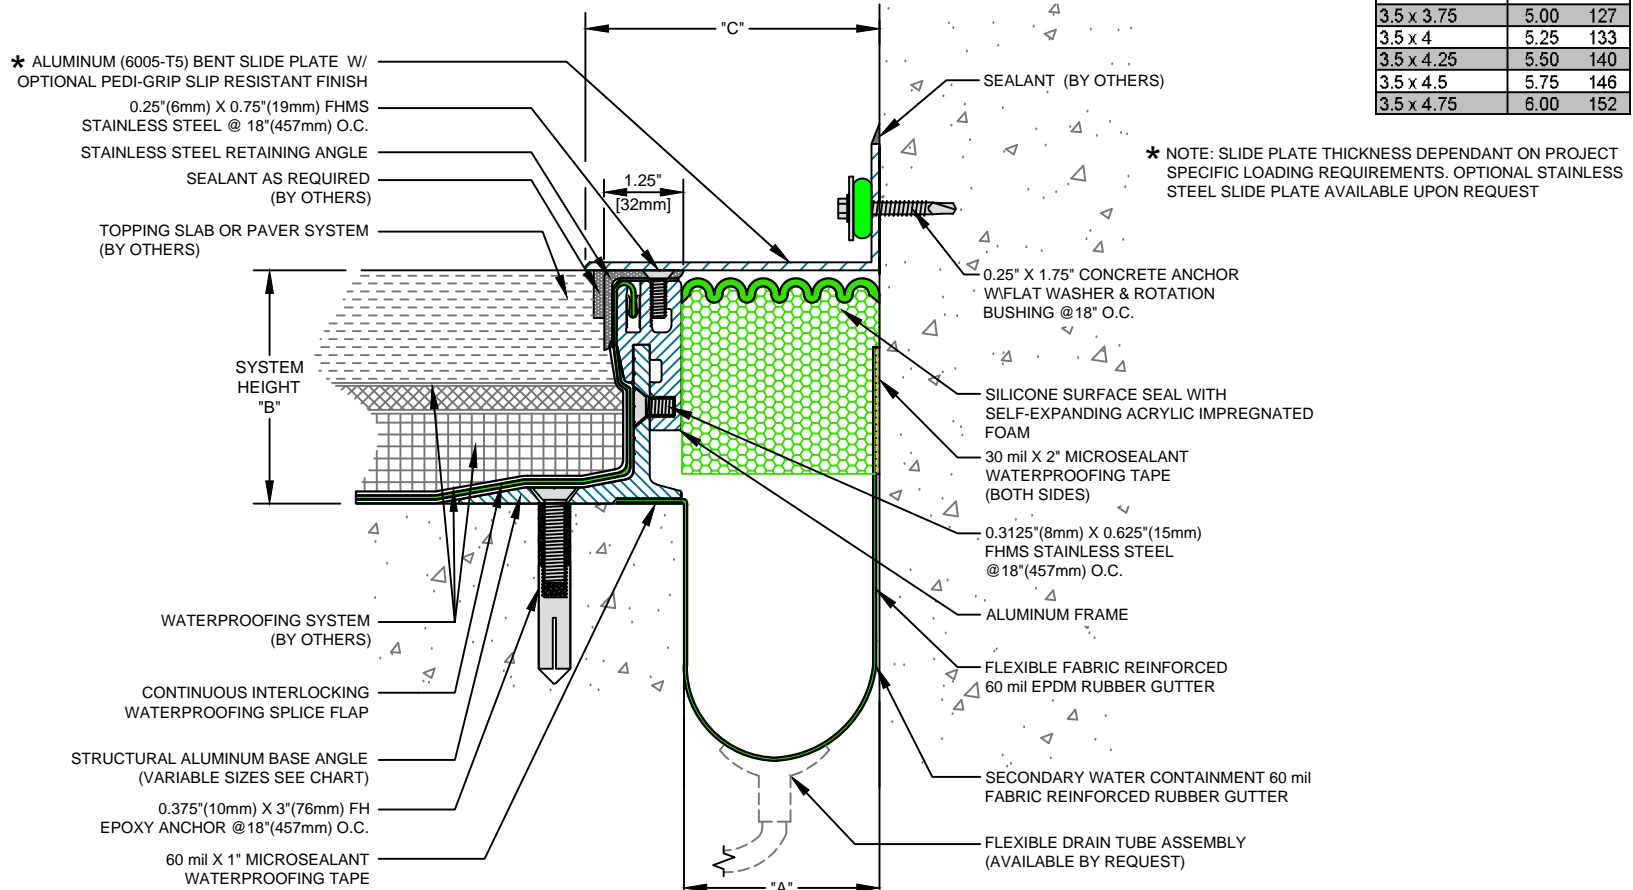 "C"
3.5 x 3.75 5.00 127
3.5 x 4 5.25 133
3.5 x 4.25 5.50 140
3.5 x 4.5 5.75 146
3.5 x 4.75 6.00 152
* ALUMINUM (6005-T5) BENT SLIDE PLATE W/
OPTIONAL PEDI-GRIP SLIP RESISTANT FINISH
0.25"(6mm) X 0.75"(19mm) FHMS
STAINLESS STEEL @ 18"(457mm) O.C.
STAINLESS STEEL RETAINING ANGLE
SEALANT AS REQUIRED
(BY OTHERS)
TOPPING SLAB OR PAVER SYSTEM
(BY OTHERS)
1.25"
[32mm]
SYSTEM
HEIGHT
"B"
WATERPROOFING SYSTEM
(BY OTHERS)
CONTINUOUS INTERLOCKING
WATERPROOFING SPLICE FLAP
STRUCTURAL ALUMINUM BASE ANGLE
(VARIABLE SIZES SEE CHART)
0.375"(10mm) X 3"(76mm) FH
EPOXY ANCHOR @18"(457mm) O.C.
60 mil X 1" MICROSEALANT
WATERPROOFING TAPE
SEALANT (BY OTHERS)
* NOTE: SLIDE PLATE THICKNESS DEPENDANT ON PROJECT
SPECIFIC LOADING REQUIREMENTS. OPTIONAL STAINLESS
STEEL SLIDE PLATE AVAILABLE UPON REQUEST
0.25" X 1.75" CONCRETE ANCHOR
W\FLAT WASHER & ROTATION
BUSHING @18" O.C.
SILICONE SURFACE SEAL WITH
SELF-EXPANDING ACRYLIC IMPREGNATED
FOAM
30 mil X 2" MICROSEALANT
WATERPROOFING TAPE
(BOTH SIDES)
0.3125"(8mm) X 0.625"(15mm)
FHMS STAINLESS STEEL
@18"(457mm) O.C.
ALUMINUM FRAME
FLEXIBLE FABRIC REINFORCED
60 mil EPDM RUBBER GUTTER
SECONDARY WATER CONTAINMENT 60 mil
FABRIC REINFORCED RUBBER GUTTER
FLEXIBLE DRAIN TUBE ASSEMBLY
(AVAILABLE BY REQUEST)
"A"